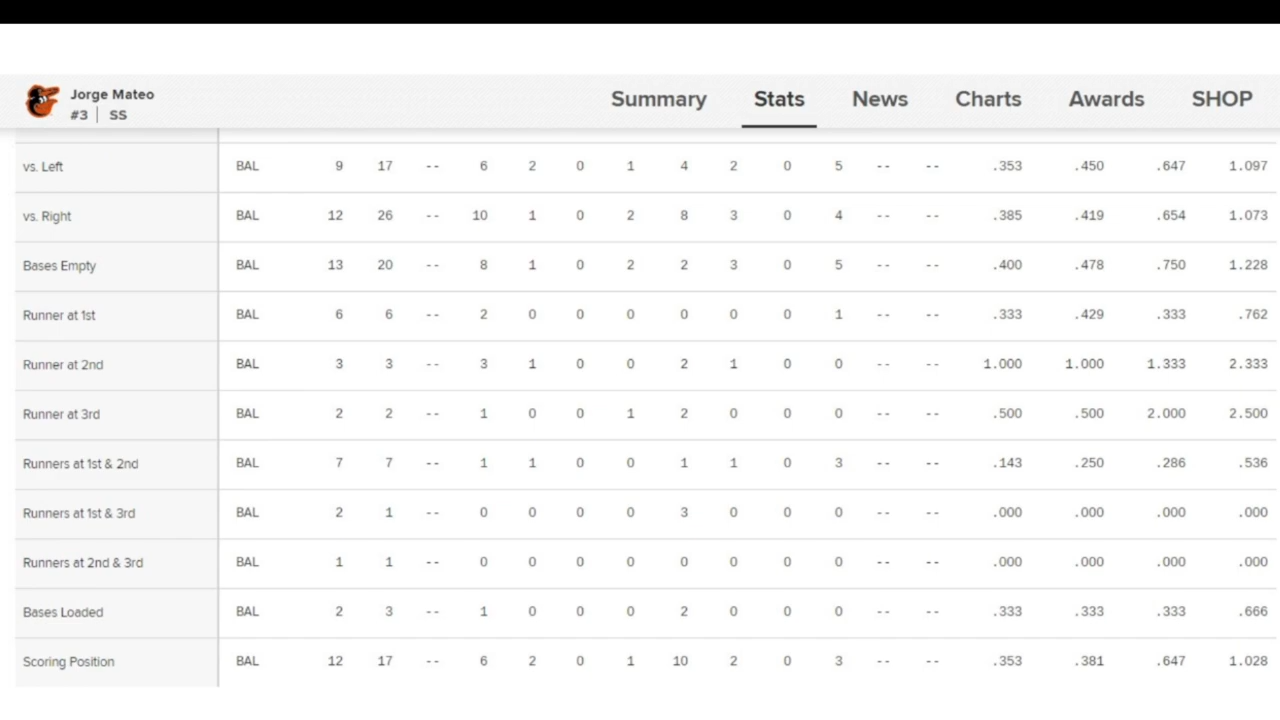 Jorge Mateo
#3 | SS
Summary Stats News Charts Awards SHOP
vs. Left BAL 9 17 -- 6 2 0 1 4 2 0 5 -- -- .353 .450 .647 1.097
vs. Right BAL 12 26 -- 10 1 0 2 8 3 0 4 -- -- .385 .419 .654 1.073
Bases Empty BAL 13 20 -- 8 1 0 2 2 3 0 5 -- -- .400 .478 .750 1.228
Runner at 1st BAL 6 6 -- 2 0 0 0 0 0 0 1 -- -- .333 .429 .333 .762
Runner at 2nd BAL 3 3 -- 3 1 0 0 2 1 0 0 -- -- 1.000 1.000 1.333 2.333
Runner at 3rd BAL 2 2 -- 1 0 0 1 2 0 0 0 -- -- .500 .500 2.000 2.500
Runners at 1st & 2nd BAL 7 7 -- 1 1 0 0 1 1 0 3 -- -- .143 .250 .286 .536
Runners at 1st & 3rd BAL 2 1 -- 0 0 0 0 3 0 0 0 -- -- .000 .000 .000 .000
Runners at 2nd & 3rd BAL 1 1 -- 0 0 0 0 0 0 0 0 -- -- .000 .000 .000 .000
Bases Loaded BAL 2 3 -- 1 0 0 0 2 0 0 0 -- -- .333 .333 .333 .666
Scoring Position BAL 12 17 -- 6 2 0 1 10 2 0 3 -- -- .353 .381 .647 1.028